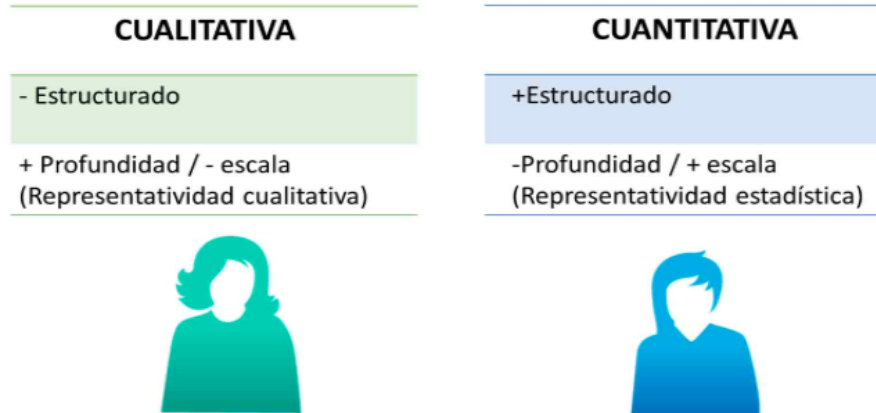 CUALITATIVA
- Estructurado
+ Profundidad / - escala
(Representatividad cualitativa)
CUANTITATIVA
+Estructurado
-Profundidad / + escala
(Representatividad estadística)